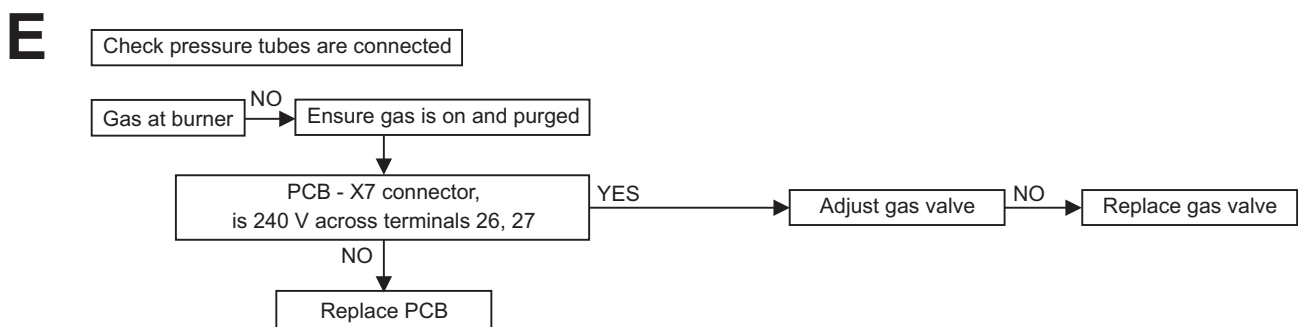 E
Check pressure tubes are connected
Gas at burner
NO
Ensure gas is on and purged
PCB - X7 connector,
is 240 V across terminals 26, 27
YES
Adjust gas valve
NO
Replace gas valve
NO
Replace PCB